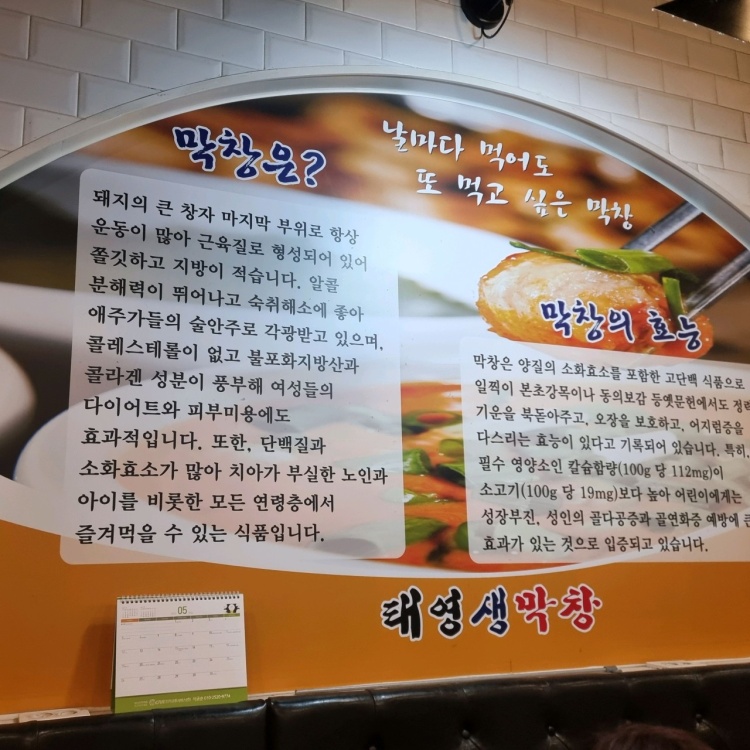 막창은?
날마다 먹어도
또 먹고 싶은 막창
돼지의 큰 창자 마지막 부위로 항상
운동이 많아 근육질로 형성되어 있어
쫄깃하고 지방이 적습니다. 알콜
분해력이 뛰어나고 숙취해소에 좋아
애주가들의 술안주로 각광받고 있으며,
콜레스테롤이 없고 불포화지방산과
콜라겐 성분이 풍부해 여성들의
다이어트와 피부미용에도
효과적입니다. 또한, 단백질과
소화효소가 많아 치아가 부실한 노인과
아이를 비롯한 모든 연령층에서
즐겨먹을 수 있는 식품입니다.
막창의 효능
막창은 양질의 소화효소를 포함한 고단백 식품으로
일찍이 본초강목이나 동의보감 등옛문헌에서도 정력
기운을 북돋아주고, 오장을 보호하고, 어지럼증을
다스리는 효능이 있다고 기록되어 있습니다. 특히,
필수 영양소인 칼슘함량(100g 당 112mg)이
소고기(100g 당 19mg)보다 높아 어린이에게는
성장부진, 성인의 골다공증과 골연화증 예방에 큰
효과가 있는 것으로 입증되고 있습니다.
태영생막창
05